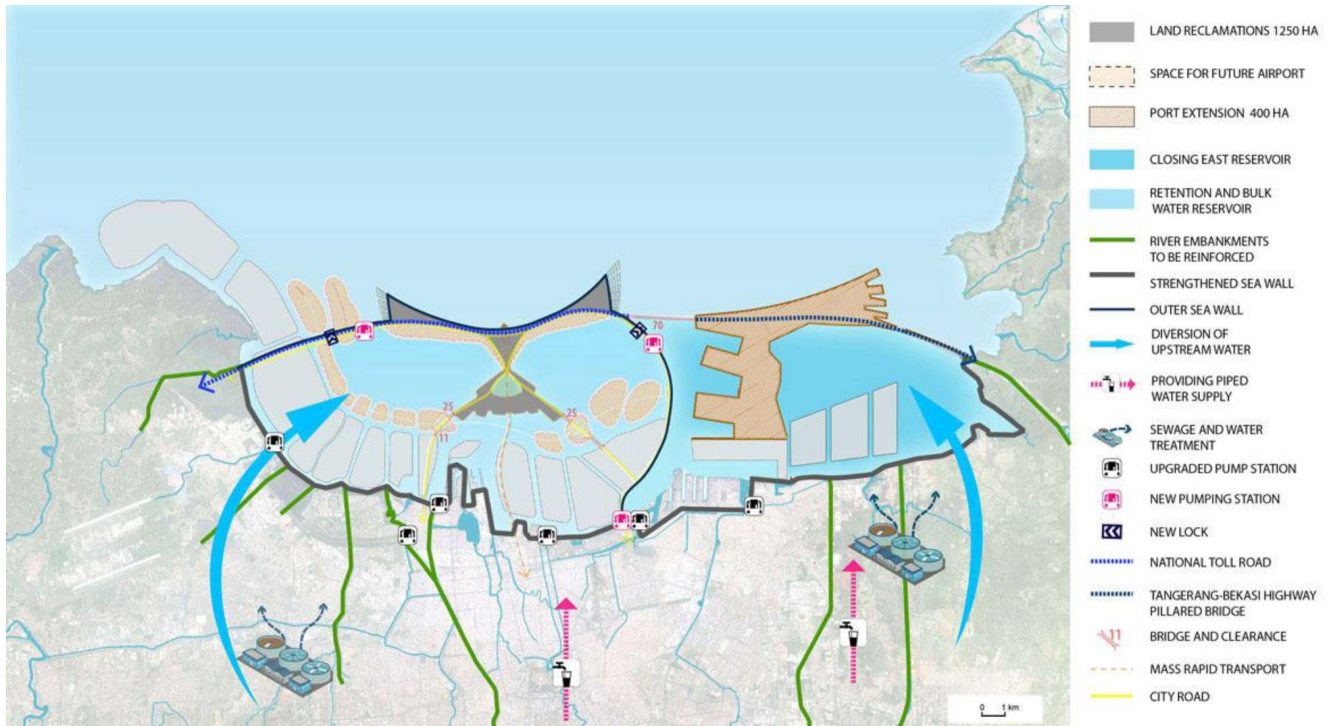 70
25
25
11
0 1 km
LAND RECLAMATIONS 1250 HA
SPACE FOR FUTURE AIRPORT
PORT EXTENSION 400 HA
CLOSING EAST RESERVOIR
RETENTION AND BULK
WATER RESERVOIR
RIVER EMBANKMENTS
TO BE REINFORCED
STRENGTHENED SEA WALL
OUTER SEA WALL
DIVERSION OF
UPSTREAM WATER
PROVIDING PIPED
WATER SUPPLY
SEWAGE AND WATER
TREATMENT
UPGRADED PUMP STATION
NEW PUMPING STATION
NEW LOCK
NATIONAL TOLL ROAD
TANGERANG-BEKASI HIGHWAY
PILLARED BRIDGE
11
BRIDGE AND CLEARANCE
MASS RAPID TRANSPORT
CITY ROAD